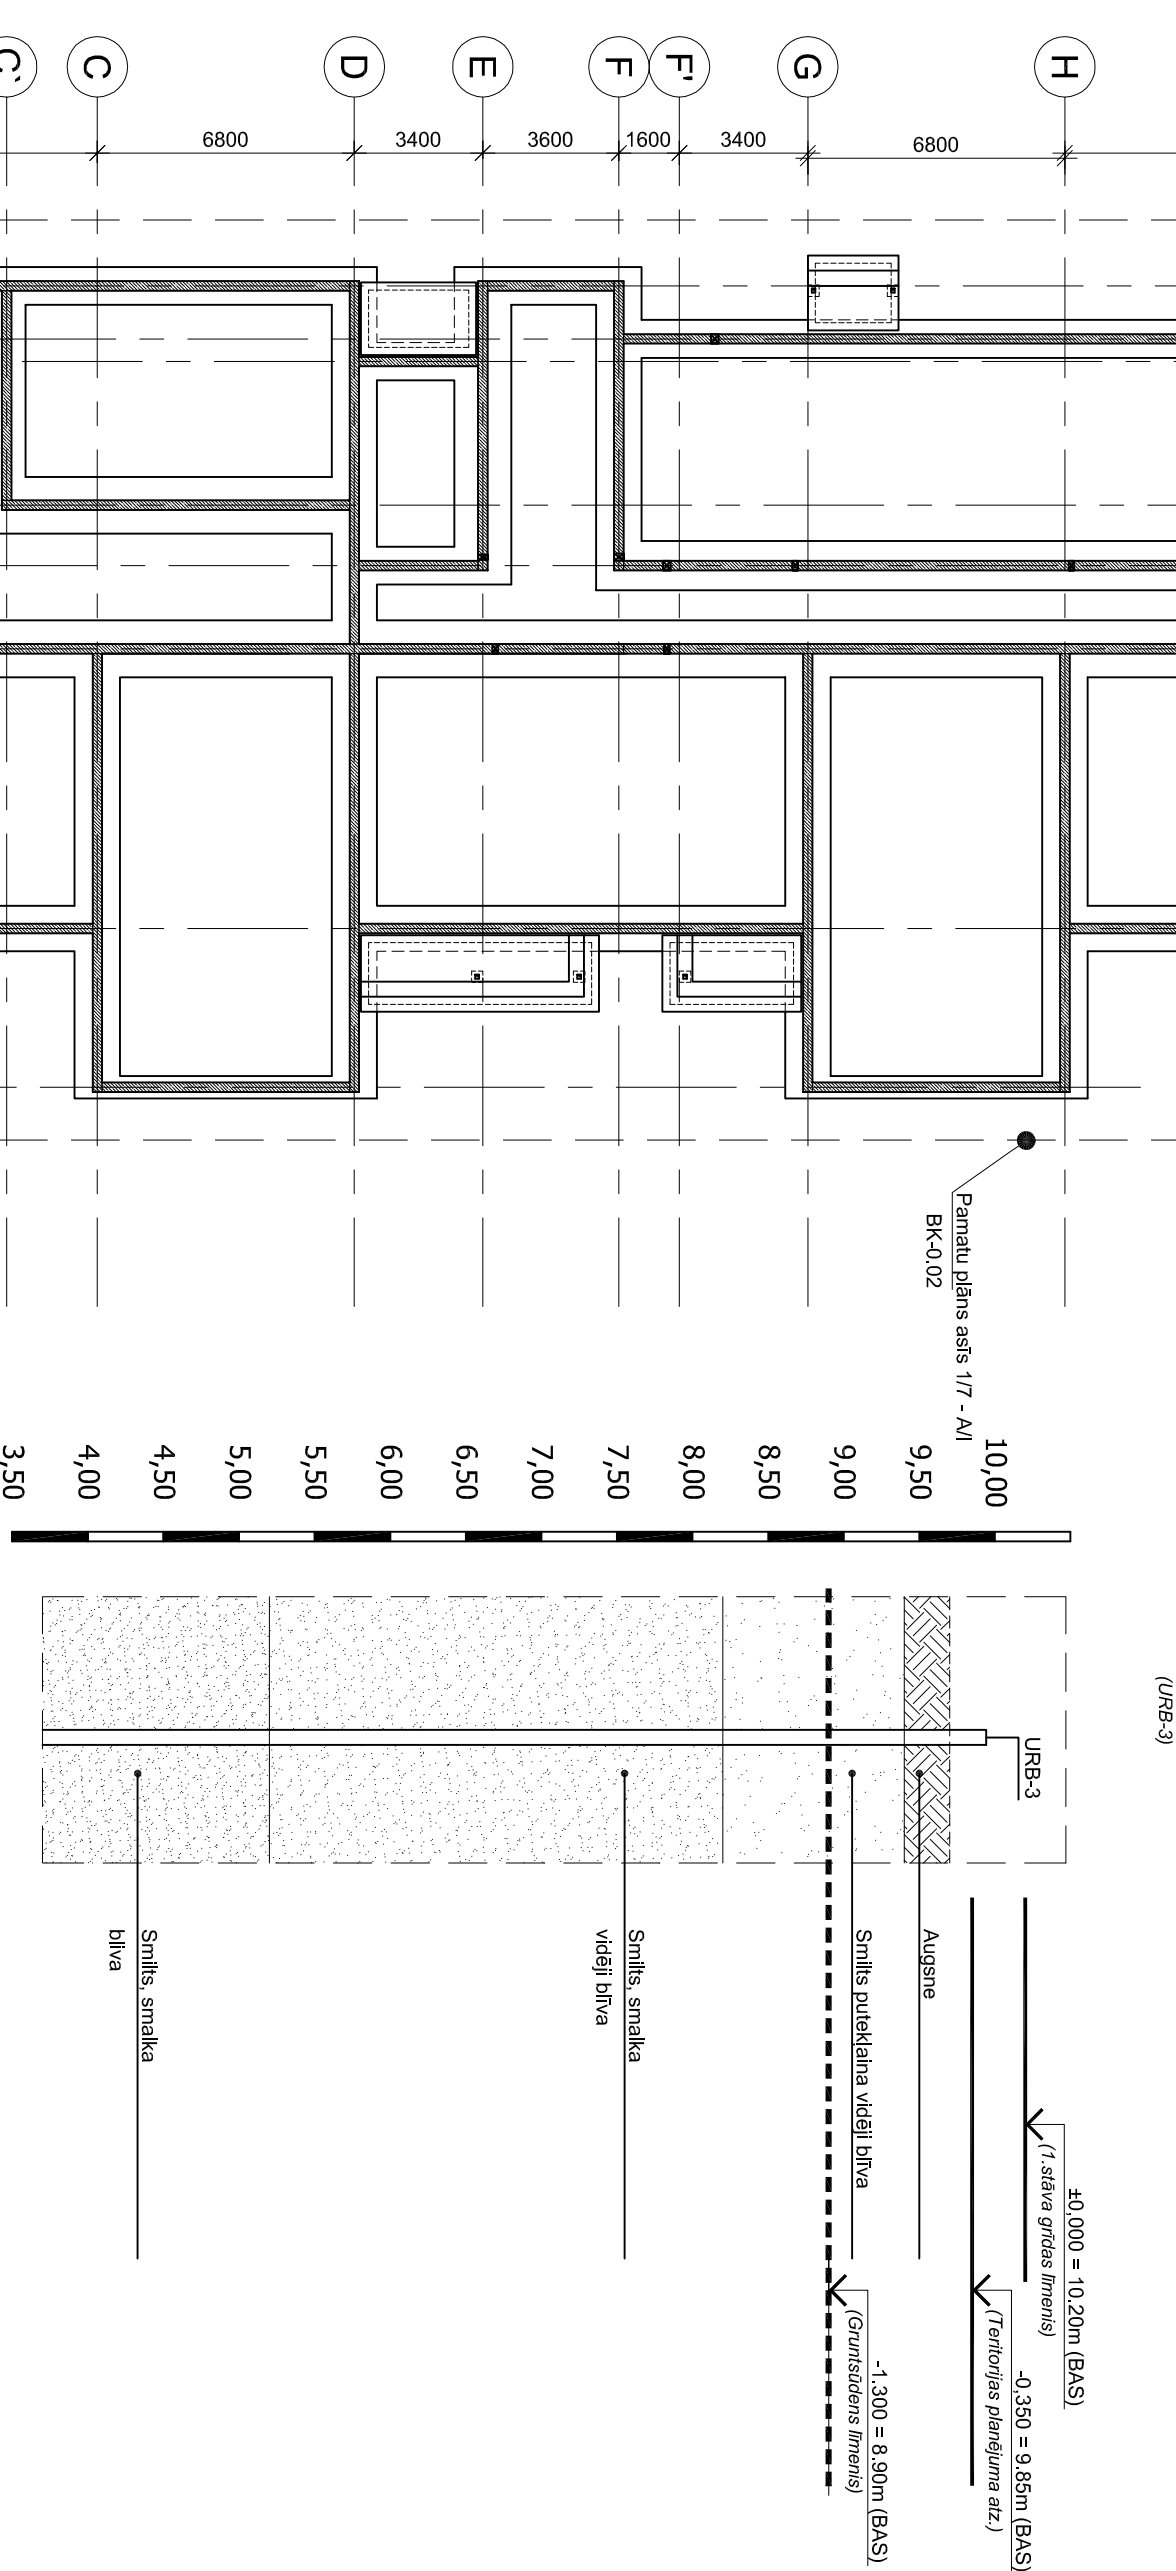 C'
C
D
E
F
F'
G
H
6800
3400
3600
1600
3400
6800
Pamatu plāns asīs 1/7 - A/I
BK-0.02
10,00
9,50
9,00
8,50
8,00
7,50
7,00
6,50
6,00
5,50
5,00
4,50
4,00
3,50
(URB-3)
URB-3
±0,000 = 10.20m (BAS)
(1.stāva grīdas līmenis)
-0,350 = 9.85m (BAS)
(Teritorijas planējuma atz.)
Augsne
Smilts putekļaina vidēji blīva
-1.300 = 8.90m (BAS)
(Gruntsūdens līmenis)
Smilts, smalka
vidēji blīva
Smilts, smalka
blīva